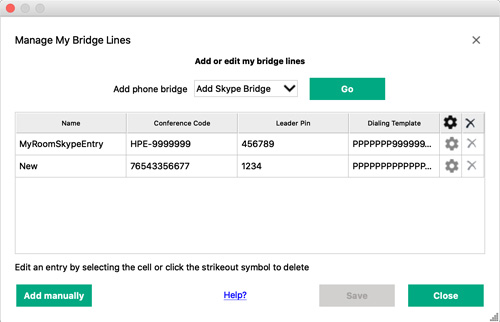 Manage My Bridge Lines
Add or edit my bridge lines
Add phone bridge Add Skype Bridge Go
Name Conference Code Leader Pin Dialing Template
MyRoomSkypeEntry HPE-9999999 456789 PPPPPPP999999...
New 76543356677 1234 PPPPPPPPPPPPP...
Edit an entry by selecting the cell or click the strikeout symbol to delete
Add manually Help? Save Close